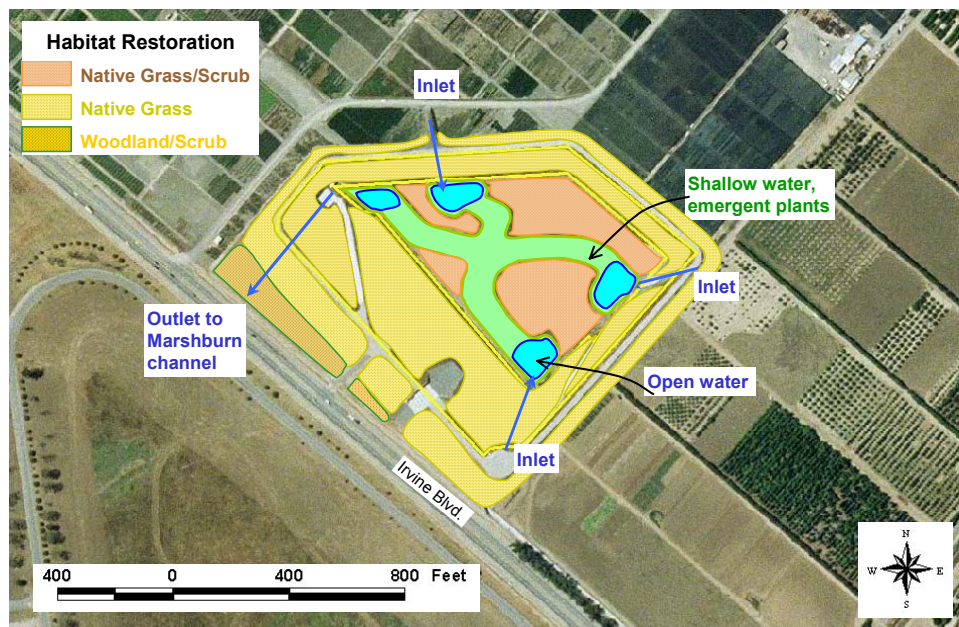 Habitat Restoration
Native Grass/Scrub
Native Grass
Woodland/Scrub
Inlet
Shallow water,
emergent plants
Inlet
Outlet to
Marshburn
channel
Open water
Inlet
Irvine Blvd.
400 0 400 800 Feet
N
W E
S